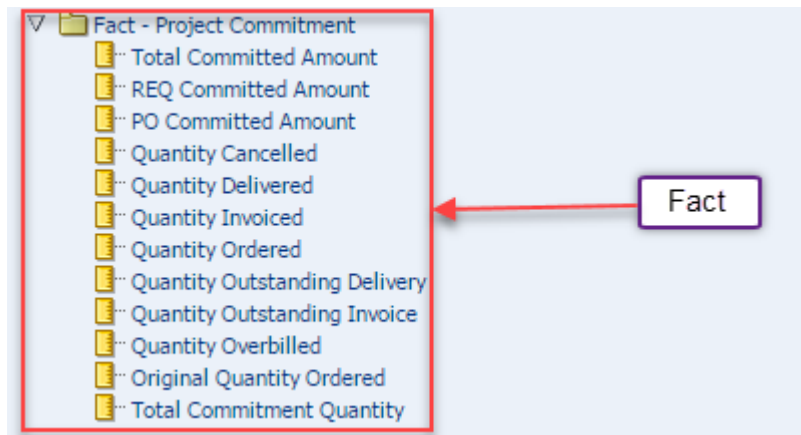 Fact - Project Commitment
Total Committed Amount
REQ Committed Amount
PO Committed Amount
Quantity Cancelled
Quantity Delivered
Quantity Invoiced
Quantity Ordered
Quantity Outstanding Delivery
Quantity Outstanding Invoice
Quantity Overbilled
Original Quantity Ordered
Total Commitment Quantity
Fact